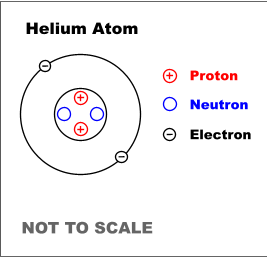 Helium Atom
Proton
Neutron
Electron
NOT TO SCALE